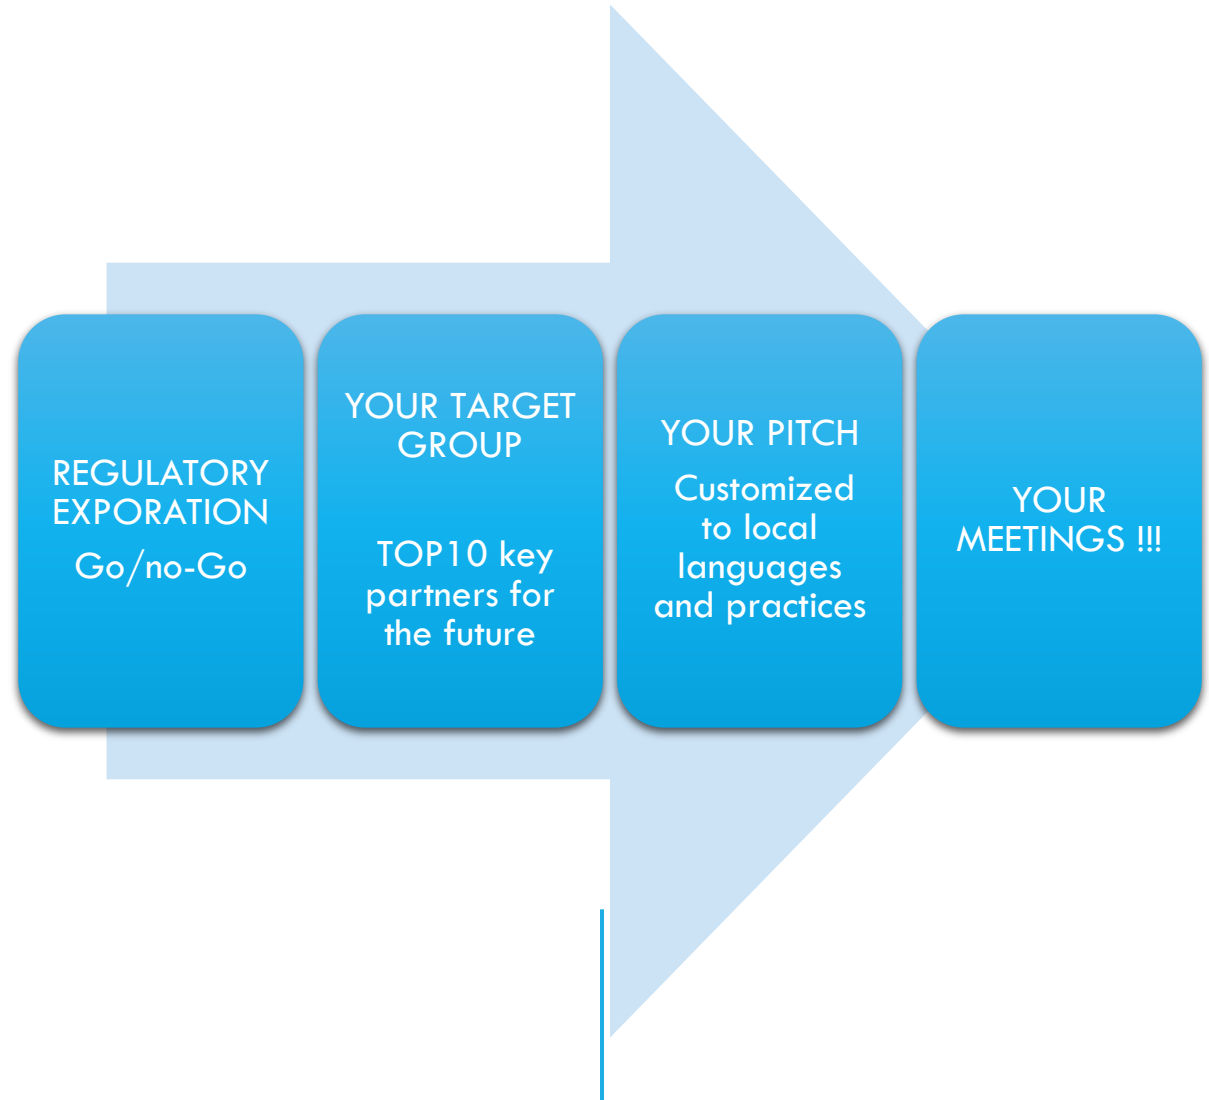 REGULATORY
EXPORATION
Go/no-Go
YOUR TARGET
GROUP
TOP10 key
partners for
the future
YOUR PITCH
Customized
to local
languages
and practices
YOUR
MEETINGS !!!